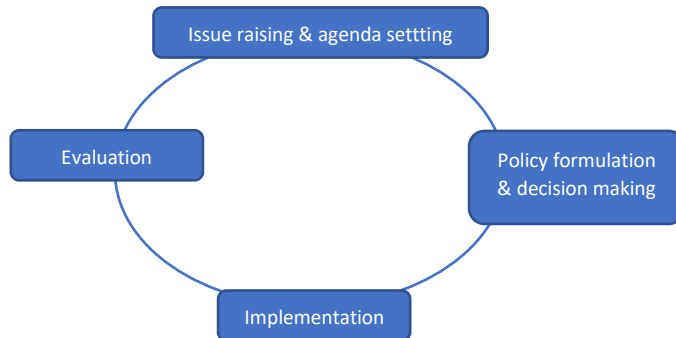 Issue raising & agenda settting
Evaluation
Policy formulation
& decision making
Implementation